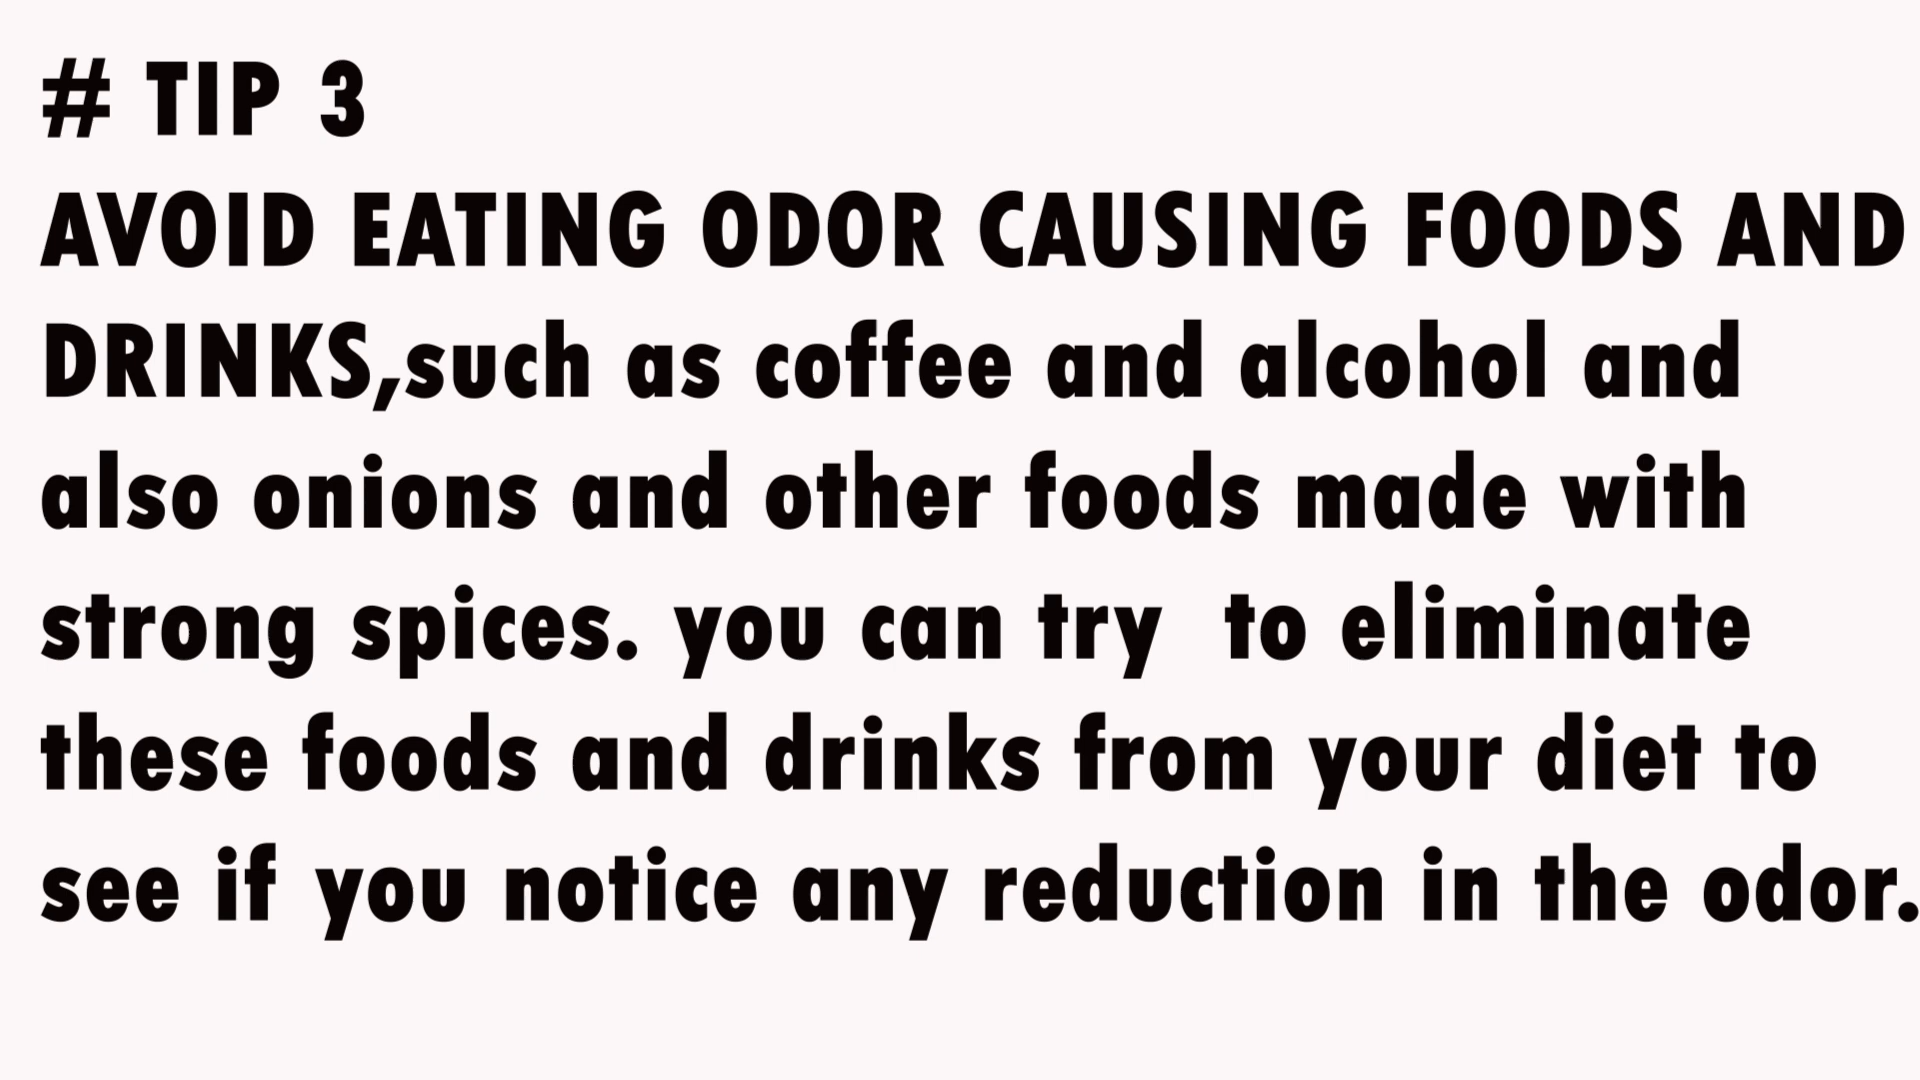 # TIP 3
AVOID EATING ODOR CAUSING FOODS AND
DRINKS,such as coffee and alcohol and
also onions and other foods made with
strong spices. you can try  to eliminate
these foods and drinks from your diet to
see if you notice any reduction in the odor.